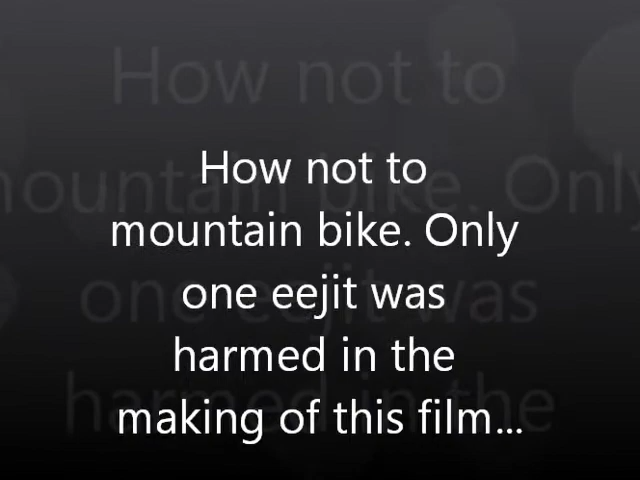 How not to
mountain bike. Only
one eejit was
harmed in the
making of this film...